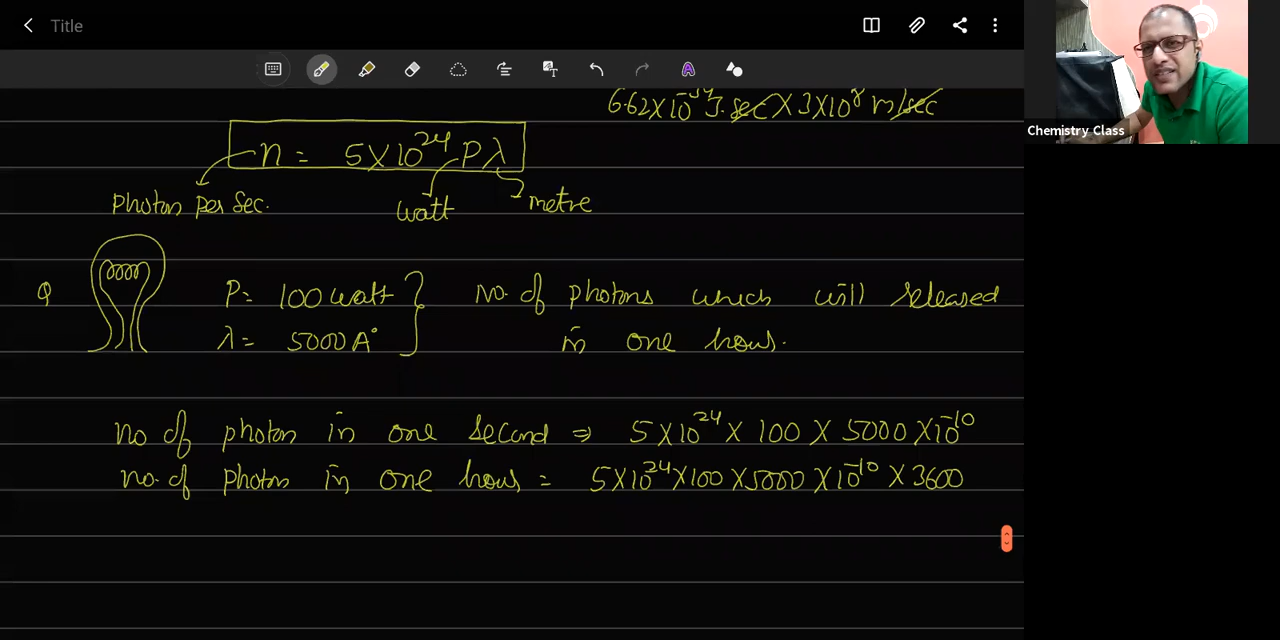 Title
6.62×10⁻³⁴J.sec×3×10⁸ m/sec
n = 5×10²⁴ Pλ
Photon Per Sec.
watt
metre
Chemistry Class
Q P= 100 watt
λ= 5000 A°
No. of photons which will released
in one hour.
no of photon in one second ⇒ 5×10²⁴ × 100 × 5000 ×10⁻¹⁰
no. of photon in one hour = 5×10²⁴×100×5000×10⁻¹⁰ × 3600